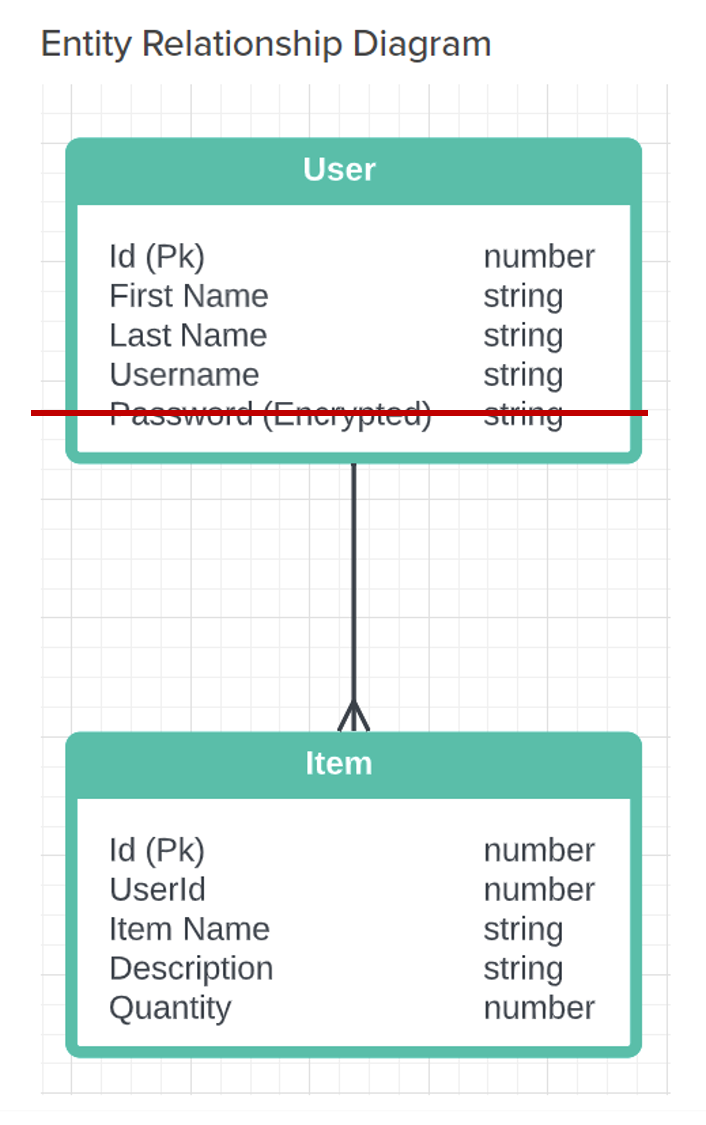 Entity Relationship Diagram
User
Id (Pk) number
First Name string
Last Name string
Username string
Password (Encrypted) string
Item
Id (Pk) number
UserId number
Item Name string
Description string
Quantity number